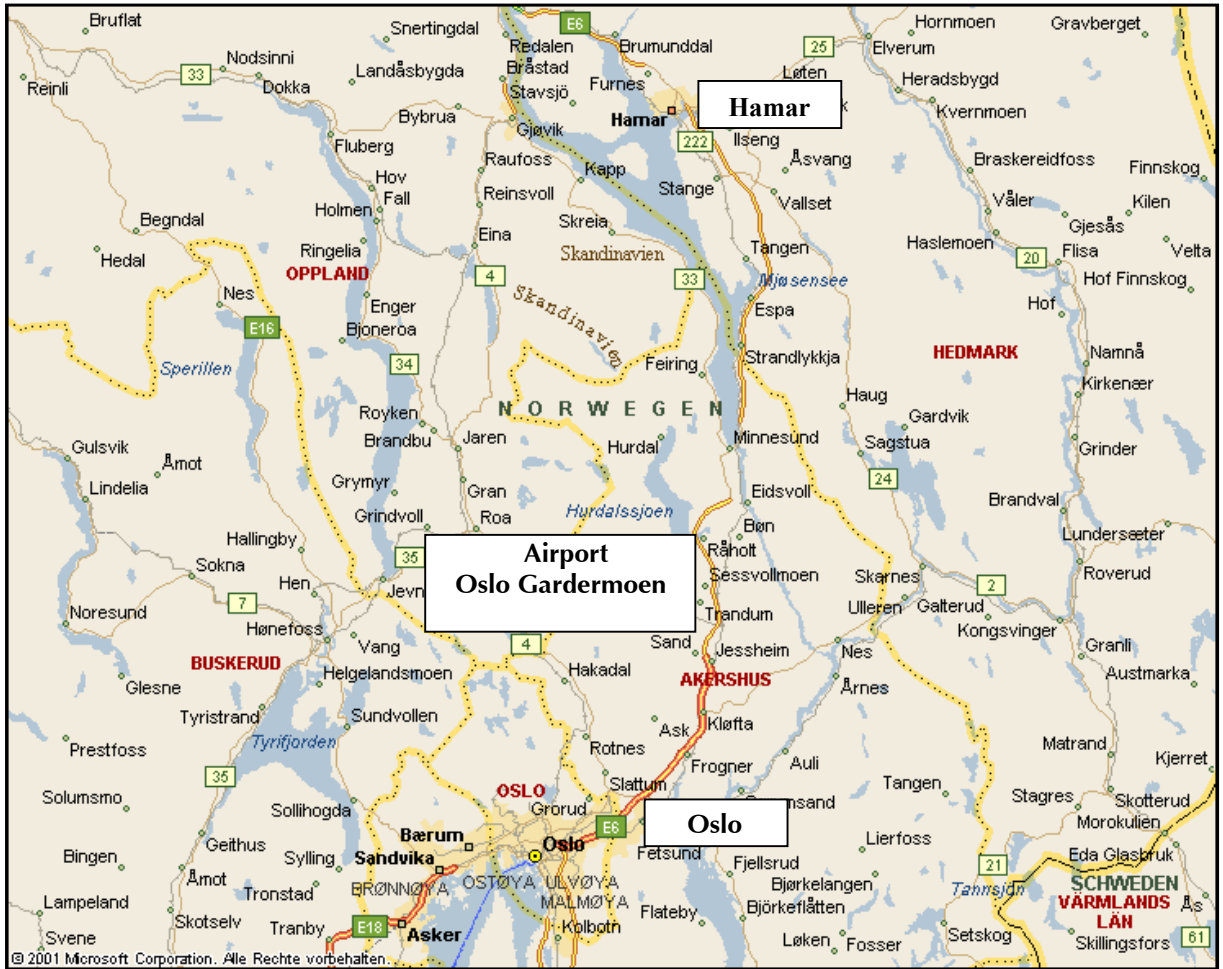 Bruflat
Snertingdal
Redalen
E6
Brumunddal
25
Hornmoen
Gravberget
Elverum
Nodsinni
33
Landåsbygda
Bråstad
Furnes
Løten
Reinli
Dokka
Stavsjö
Heradsbygd
Hamar
Bybrua
Hamar
k
Kvernmoen
Gjøvik
222
Ilseng
Fluberg
Raufoss
Kapp
Åsvang
Braskereidfoss
Finnskog
Hov
Reinsvoll
Stange
Vallset
Fall
Våler
Kilen
Holmen
Skreia
Gjesås
Begndal
Ringelia
Eina
Skandinavien
Tangen
Haslemoen
20
Flisa
Velta
Hedal
OPPLAND
4
33
Mjøsensee
Hof Finnskog
Nes
Enger
Skandinavien
Espa
Hof
E16
Bjoneroa
Strandlykkja
HEDMARK
Namnå
Sperillen
34
Feiring
Kirkenær
Royken
NORWEGEN
Haug
Gardvik
Brandbu
Jaren
Hurdal
Minnesund
Sagstua
Grinder
Gulsvik
Åmot
24
Lindelia
Grymyr
Gran
Eidsvoll
Brandval
Grindvoll
Roa
Hurdalssjoen
Bøn
Lundersæter
Hallingby
35
Airport
Oslo Gardermoen
Råholt
Sokna
Hen
Jevn
Sessvollmoen
Skarnes
2
Roverud
Noresund
7
Trandum
Ulleren
Galterud
Hønefoss
Vang
4
Sand
Nes
Kongsvinger
Granli
BUSKERUD
Helgelandsmoen
Hakadal
Jessheim
AKERSHUS
Årnes
Austmarka
Glesne
Tyristrand
Sundvollen
Ask
Kløfta
Prestfoss
Tyrifjorden
Rotnes
Frogner
Auli
Matrand
Kjerret
35
Slattum
Tangen
Solumsmo
Sollihogda
OSLO
Grorud
sand
Stagres
Skotterud
Bærum
E6
Oslo
Morokulien
Geithus
Oslo
Lierfoss
Bingen
Sylling
Sandvika
Fetsund
Fjellsrud
21
Eda Glasbruk
Åmot
Tronstad
BRØNNØYA
OSTØYA
ULVØYA
Bjørkelangen
Tannsjön
SCHWEDEN
Lampeland
Skotselv
MALMØYA
Björkeflåtten
VÄRMLANDS
LÄN
Ås
Svene
Tranby
E18
Asker
Kolbotn
Flateby
Løken
Fosser
Setskog
Skillingsfors
61
© 2001 Microsoft Corporation. Alle Rechte vorbehalten.